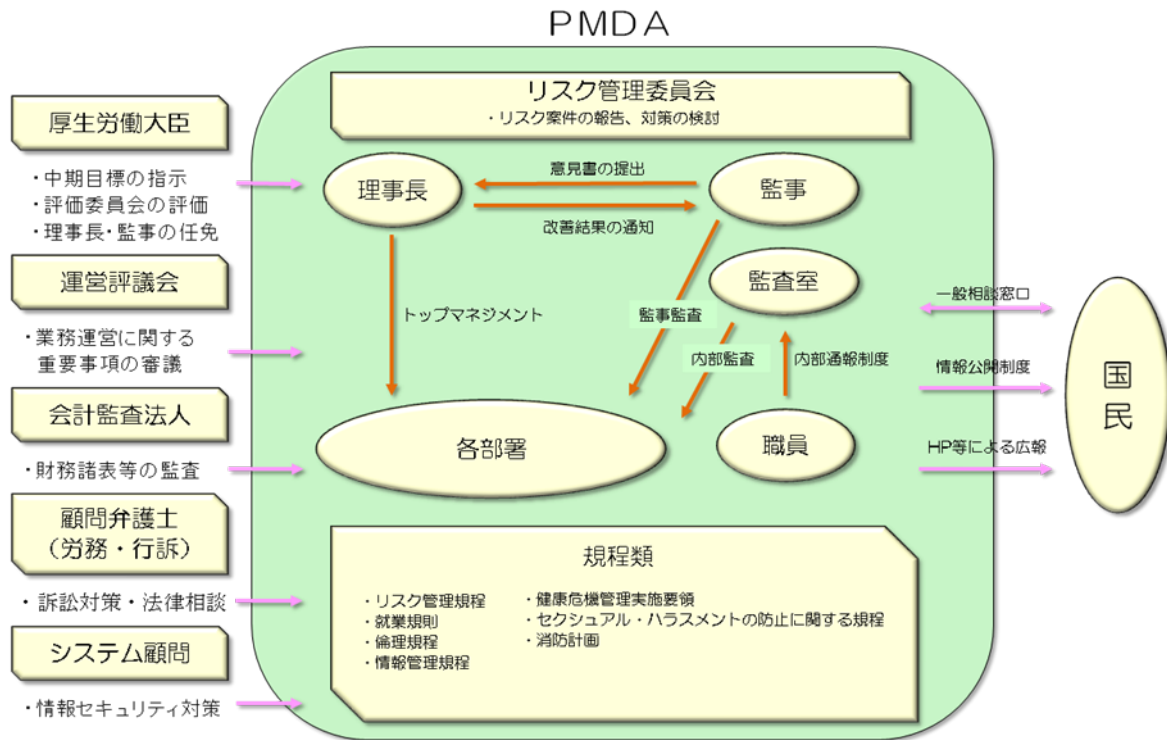 PMDA
リスク管理委員会
・リスク案件の報告、対策の検討
厚生労働大臣
・中期目標の指示
・評価委員会の評価
・理事長・監事の任免
運営評議会
・業務運営に関する
重要事項の審議
会計監査法人
・財務諸表等の監査
顧問弁護士
(労務・行訴)
・訴訟対策・法律相談
システム顧問
・情報セキュリティ対策
理事長
意見書の提出
監事
改善結果の通知
監査室
トップマネジメント
監事監査
内部監査
内部通報制度
各部署
職員
一般相談窓口
情報公開制度
HP等による広報
国
民
規程類
・リスク管理規程
・就業規則
・倫理規程
・情報管理規程
・健康危機管理実施要領
・セクシュアル・ハラスメントの防止に関する規程
・消防計画